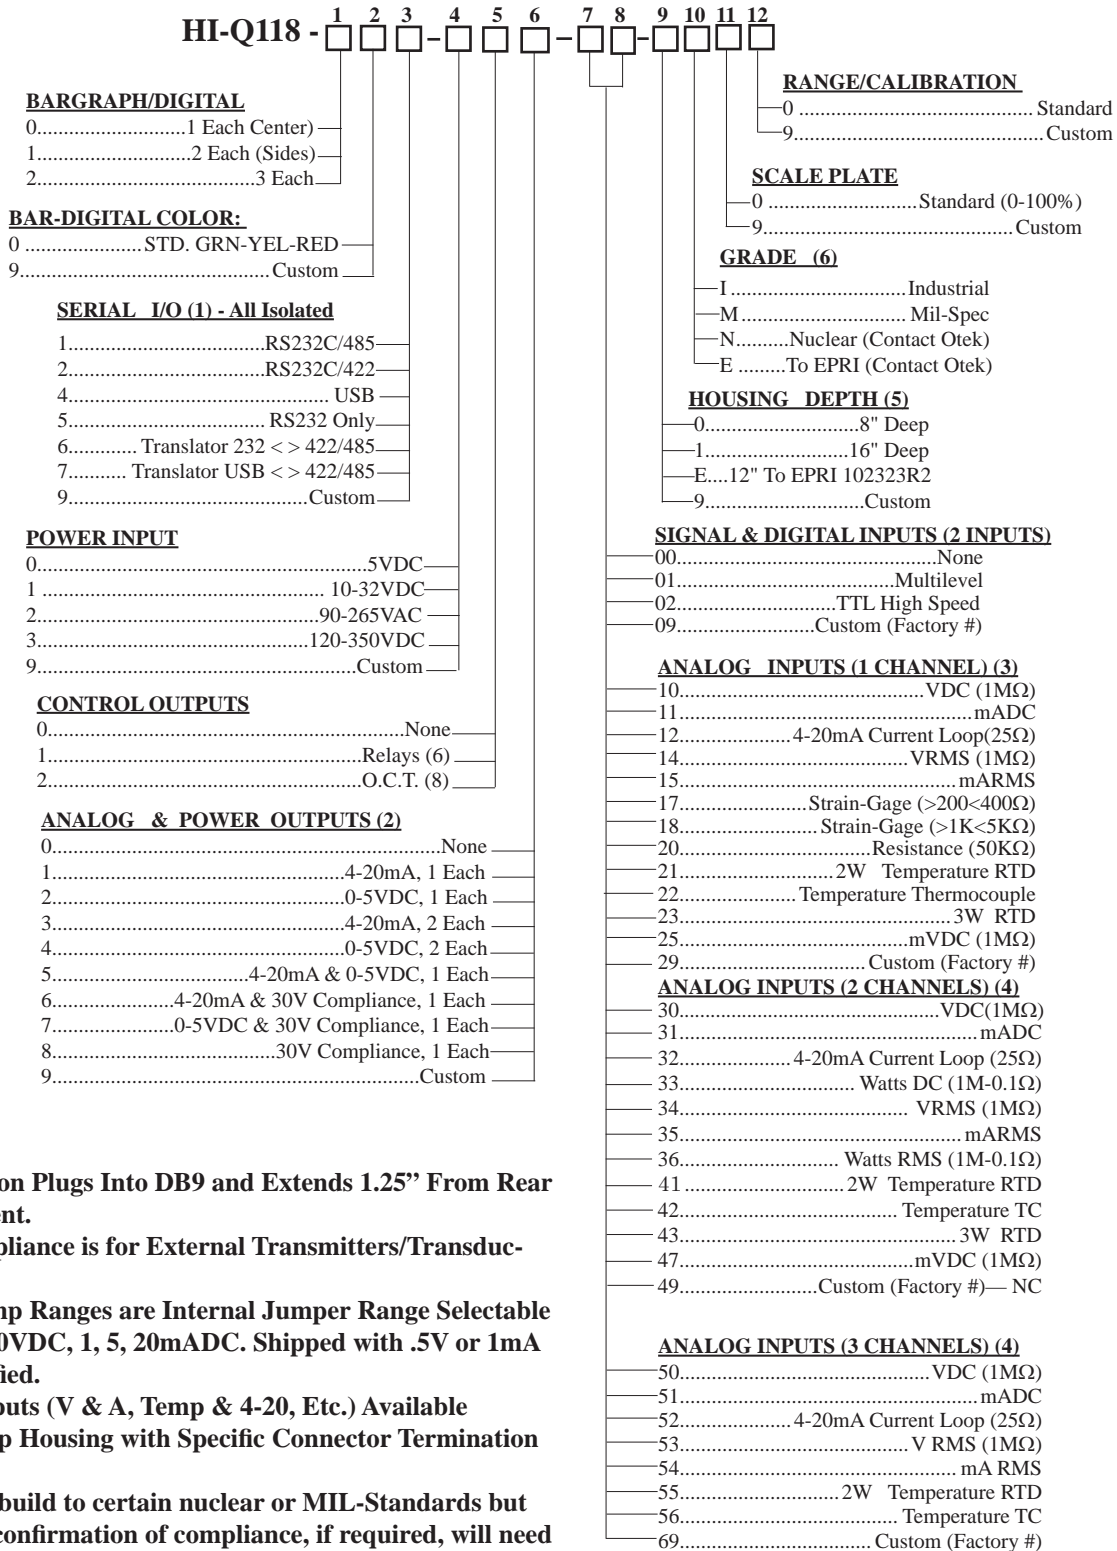 HI-Q118 - 1 2 3 - 4 5 6 - 7 8 - 9 10 11 12
BARGRAPH/DIGITAL
0.............................1 Each Center)
1..............................2 Each (Sides)
2...........................................3 Each
BAR-DIGITAL COLOR:
0 .......................STD. GRN-YEL-RED
9.................................................Custom
SERIAL I/O (1) - All Isolated
1.......................................RS232C/485
2.......................................RS232C/422
4................................................... USB
5....................................... RS232 Only
6............. Translator 232 < > 422/485
7........... Translator USB < > 422/485
9...............................................Custom
POWER INPUT
0.................................................................5VDC
1 ....................................................... 10-32VDC
2.......................................................90-265VAC
3.....................................................120-350VDC
9...............................................................Custom
CONTROL OUTPUTS
0......................................................................None
1.............................................................Relays (6)
2.............................................................O.C.T. (8)
ANALOG & POWER OUTPUTS (2)
0............................................................................None
1.........................................................4-20mA, 1 Each
2.........................................................0-5VDC, 1 Each
3.........................................................4-20mA, 2 Each
4.........................................................0-5VDC, 2 Each
5......................................4-20mA & 0-5VDC, 1 Each
6.......................4-20mA & 30V Compliance, 1 Each
7........................0-5VDC & 30V Compliance, 1 Each
8............................................30V Compliance, 1 Each
9........................................................................Custom
on Plugs Into DB9 and Extends 1.25” From Rear
ent.
pliance is for External Transmitters/Transduc-
mp Ranges are Internal Jumper Range Selectable
0VDC, 1, 5, 20mADC. Shipped with .5V or 1mA
fied.
puts (V & A, Temp & 4-20, Etc.) Available
p Housing with Specific Connector Termination
build to certain nuclear or MIL-Standards but
confirmation of compliance, if required, will need
RANGE/CALIBRATION
0 ............................................... Standard
9.................................................Custom
SCALE PLATE
0 .............................Standard (0-100%)
9.................................................Custom
GRADE (6)
I ...................................Industrial
M................................. Mil-Spec
N..........Nuclear (Contact Otek)
E .........To EPRI (Contact Otek)
HOUSING DEPTH (5)
0..............................8" Deep
1............................16" Deep
E....12" To EPRI 102323R2
9...............................Custom
SIGNAL & DIGITAL INPUTS (2 INPUTS)
00...................................................None
01...........................................Multilevel
02...............................TTL High Speed
09...........................Custom (Factory #)
ANALOG INPUTS (1 CHANNEL) (3)
10................................................VDC (1MΩ)
11..........................................................mADC
12......................4-20mA Current Loop(25Ω)
14.............................................VRMS (1MΩ)
15.......................................................mARMS
17.........................Strain-Gage (>200<400Ω)
18...........................Strain-Gage (>1K<5KΩ)
20......................................Resistance (50KΩ)
21..............................2W Temperature RTD
22.......................Temperature Thermocouple
23.....................................................3W RTD
25.............................................mVDC (1MΩ)
29.....................................Custom (Factory #)
ANALOG INPUTS (2 CHANNELS) (4)
30...................................................VDC(1MΩ)
31...........................................................mADC
32......................4-20mA Current Loop (25Ω)
33.................................. Watts DC (1M-0.1Ω)
34............................................. VRMS (1MΩ)
35........................................................mARMS
36............................... Watts RMS (1M-0.1Ω)
41 ...............................2W Temperature RTD
42........................................... Temperature TC
43.......................................................3W RTD
47..............................................mVDC (1MΩ)
49...........................Custom (Factory #)— NC
ANALOG INPUTS (3 CHANNELS) (4)
50.................................................VDC (1MΩ)
51...........................................................mADC
52......................4-20mA Current Loop (25Ω)
53.............................................V RMS (1MΩ)
54....................................................... mA RMS
55................................2W Temperature RTD
56........................................... Temperature TC
69...................................... Custom (Factory #)